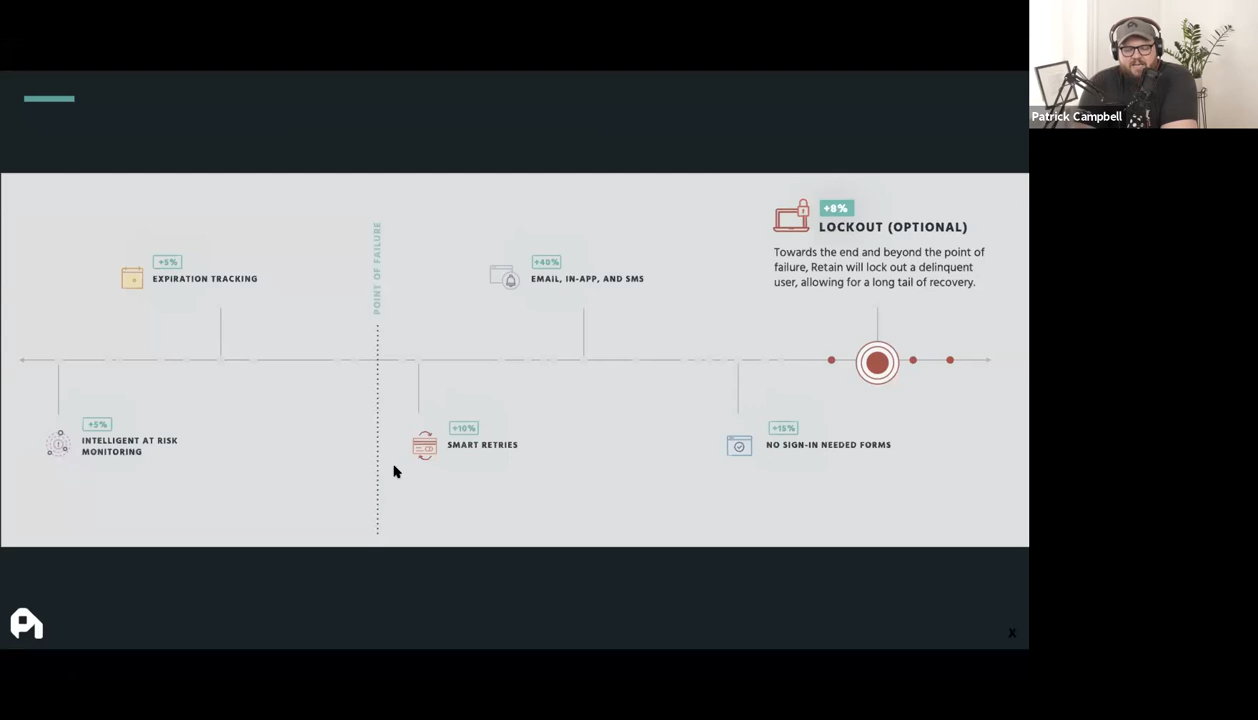 Patrick Campbell
+8%
LOCKOUT (OPTIONAL)
Towards the end and beyond the point of
failure, Retain will lock out a delinquent
user, allowing for a long tail of recovery.
+5%
EXPIRATION TRACKING
POINT OF FAILURE
+40%
EMAIL, IN-APP, AND SMS
+5%
INTELLIGENT AT RISK
MONITORING
+10%
SMART RETRIES
+15%
NO SIGN-IN NEEDED FORMS
X